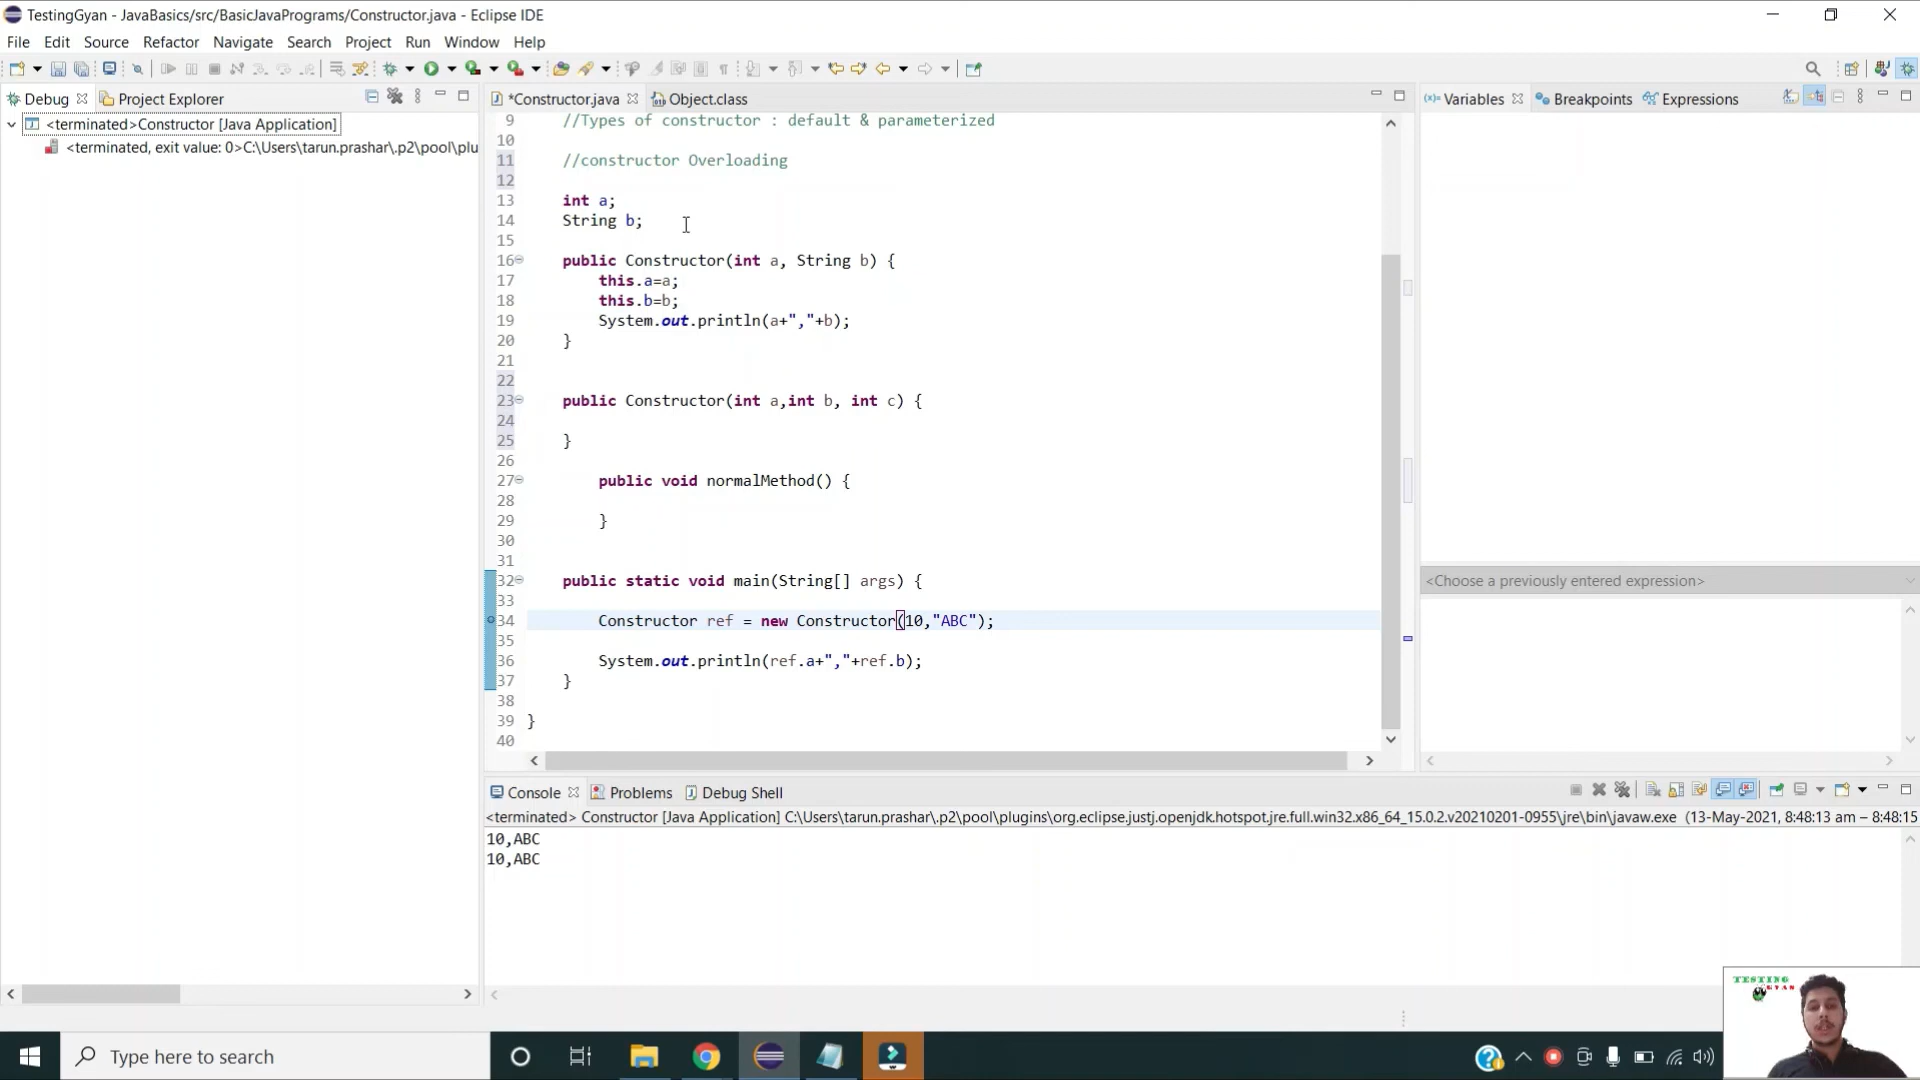 TestingGyan - JavaBasics/src/BasicJavaPrograms/Constructor.java - Eclipse IDE
File Edit Source Refactor Navigate Search Project Run Window Help
Debug Project Explorer
*Constructor.java Object.class
Variables Breakpoints Expressions
<terminated>Constructor [Java Application]
<terminated, exit value: 0>C:\Users\tarun.prashar\.p2\pool\plu
9 //Types of constructor : default & parameterized
10
11 //constructor Overloading
12
13 int a;
14 String b;
15
16 public Constructor(int a, String b) {
17 this.a=a;
18 this.b=b;
19 System.out.println(a+","+b);
20 }
21
22
23 public Constructor(int a,int b, int c) {
24
25 }
26
27 public void normalMethod() {
28
29 }
30
31
32 public static void main(String[] args) {
33
34 Constructor ref = new Constructor(10,"ABC");
35
36 System.out.println(ref.a+","+ref.b);
37 }
38
39 }
40
<Choose a previously entered expression>
Console Problems Debug Shell
<terminated> Constructor [Java Application] C:\Users\tarun.prashar\.p2\pool\plugins\org.eclipse.justj.openjdk.hotspot.jre.full.win32.x86_64_15.0.2.v20210201-0955\jre\bin\javaw.exe (13-May-2021, 8:48:13 am – 8:48:15
10,ABC
10,ABC
TESTING
GYAN
Type here to search